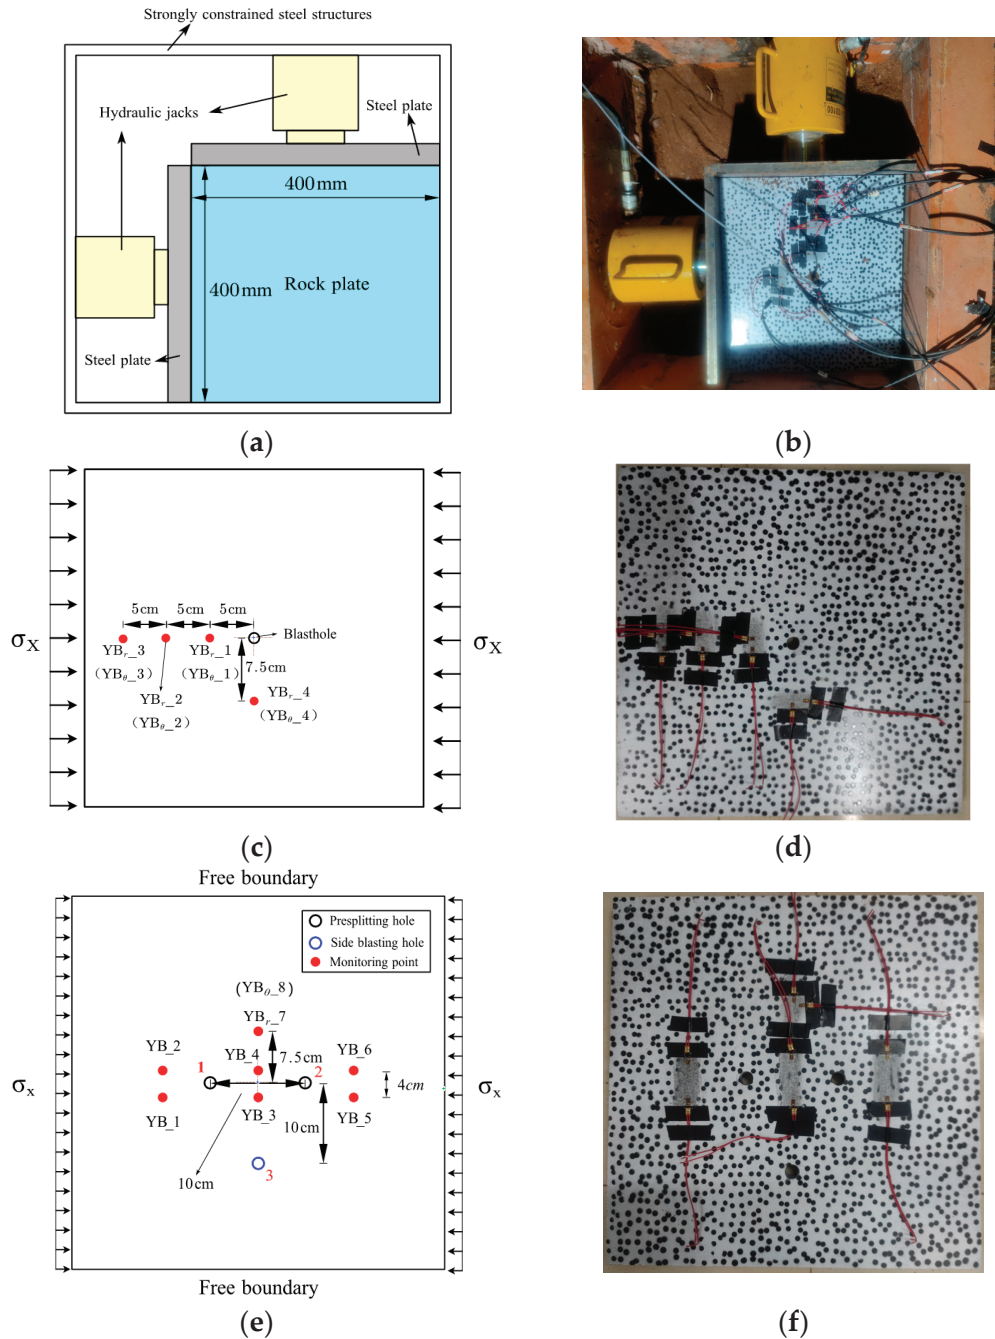 Strongly constrained steel structures
Hydraulic jacks
Steel plate
400mm
400mm
Rock plate
Steel plate
(a)
(b)
5cm
5cm
5cm
σX
σX
Blasthole
YBr_3
YBr_1
7.5cm
(YBθ_3)
(YBθ_1)
YBr_2
YBr_4
(YBθ_2)
(YBθ_4)
(c)
(d)
Free boundary
Presplitting hole
Side blasting hole
Monitoring point
(YBθ_8)
YBr_7
YB_2
YB_4
7.5cm
YB_6
1
2
σx
4cm
σx
YB_1
YB_3
YB_5
10cm
10cm
3
Free boundary
(e)
(f)